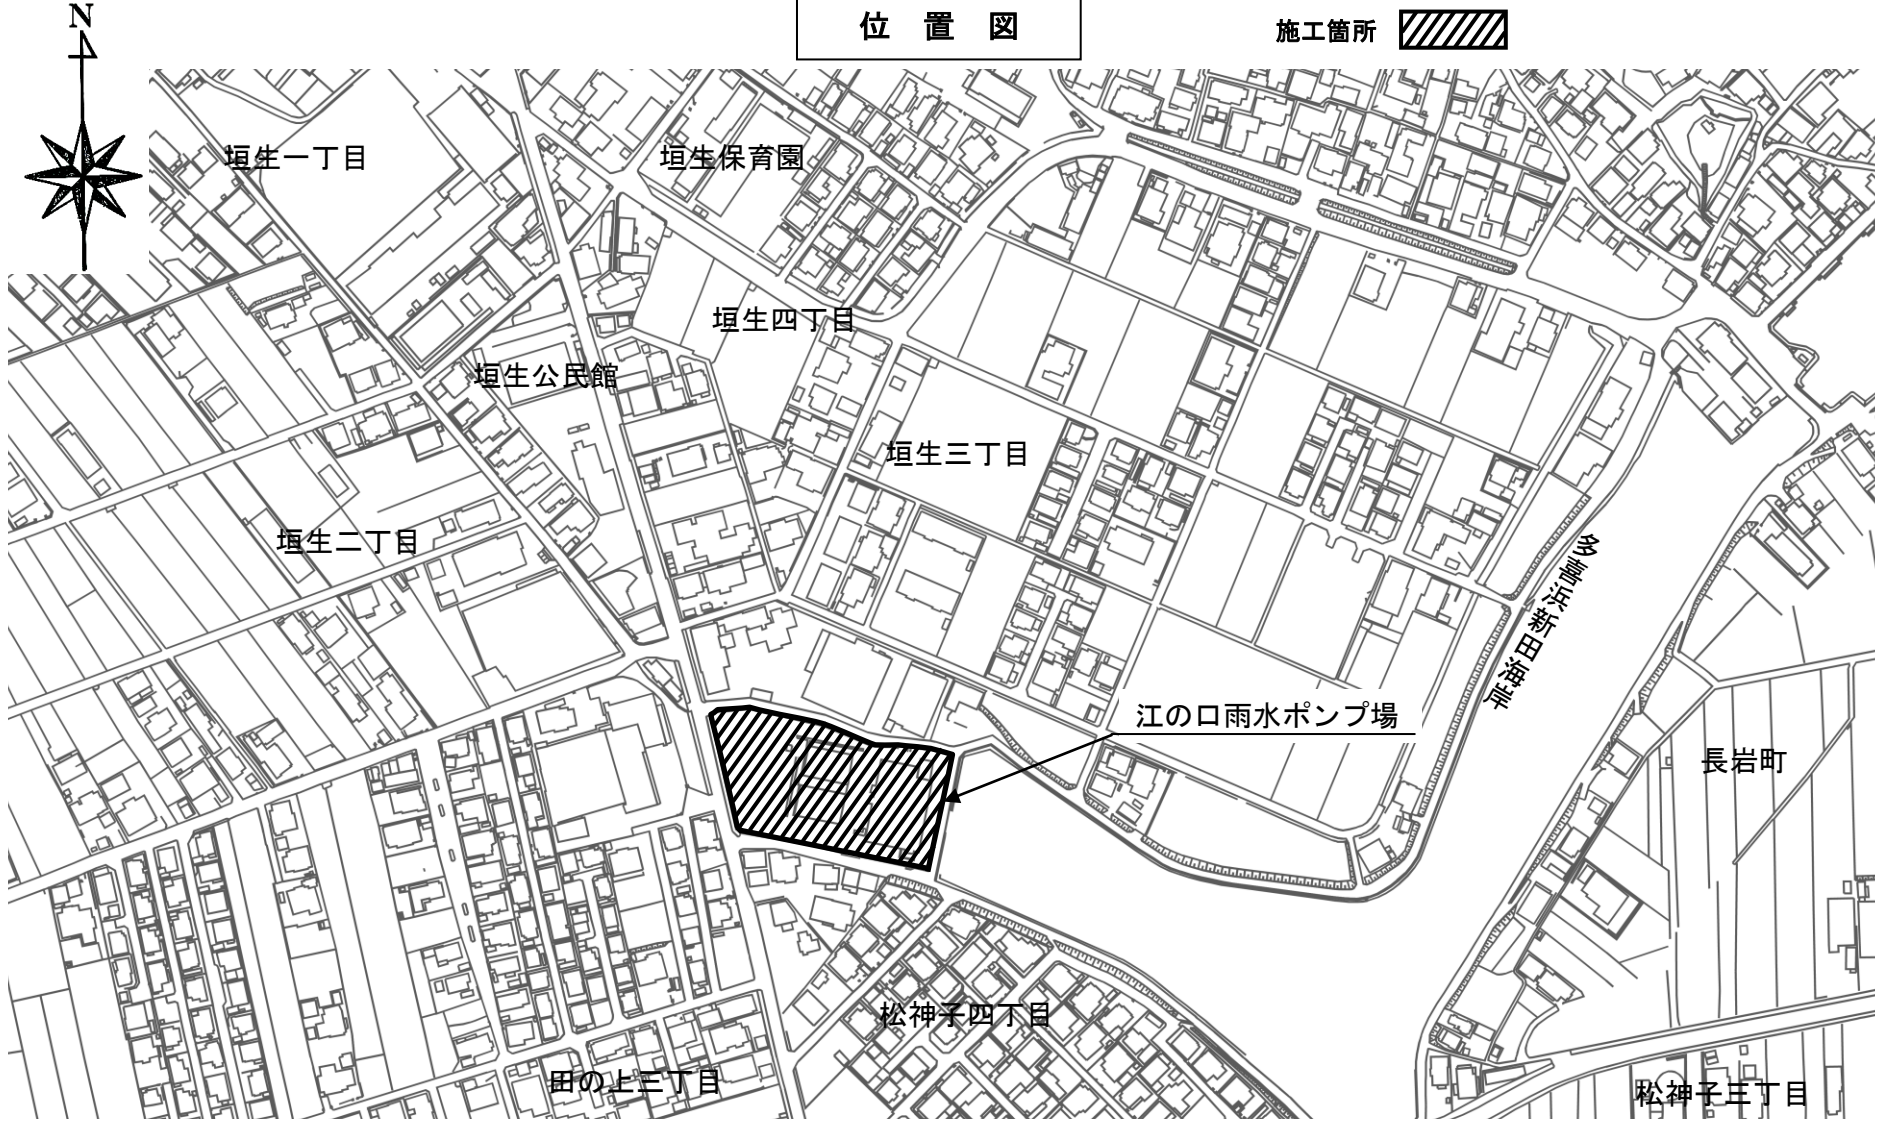 N
位置図
施工箇所
垣生一丁目
垣生保育園
垣生四丁目
垣生公民館
垣生三丁目
垣生二丁目
多喜浜新田海岸
江の口雨水ポンプ場
長岩町
松神子四丁目
田の上三丁目
松神子三丁目